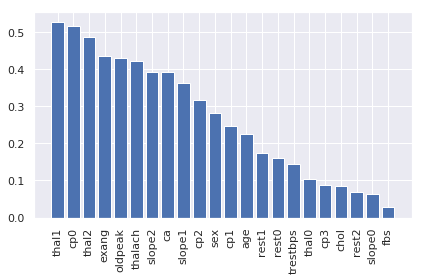 0.5
0.4
0.3
0.2
0.1
0.0
thal1
cp0
thal2
exang
oldpeak
thalach
slope2
ca
slope1
cp2
sex
cp1
age
rest1
rest0
trestbps
thal0
cp3
chol
rest2
slope0
fbs